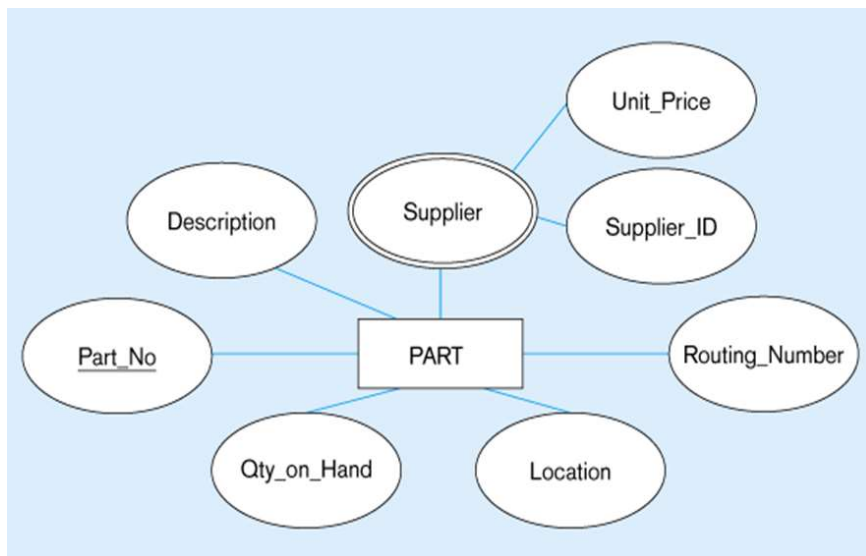 Unit_Price
Supplier
Description
Supplier_ID
Part_No
PART
Routing_Number
Qty_on_Hand
Location